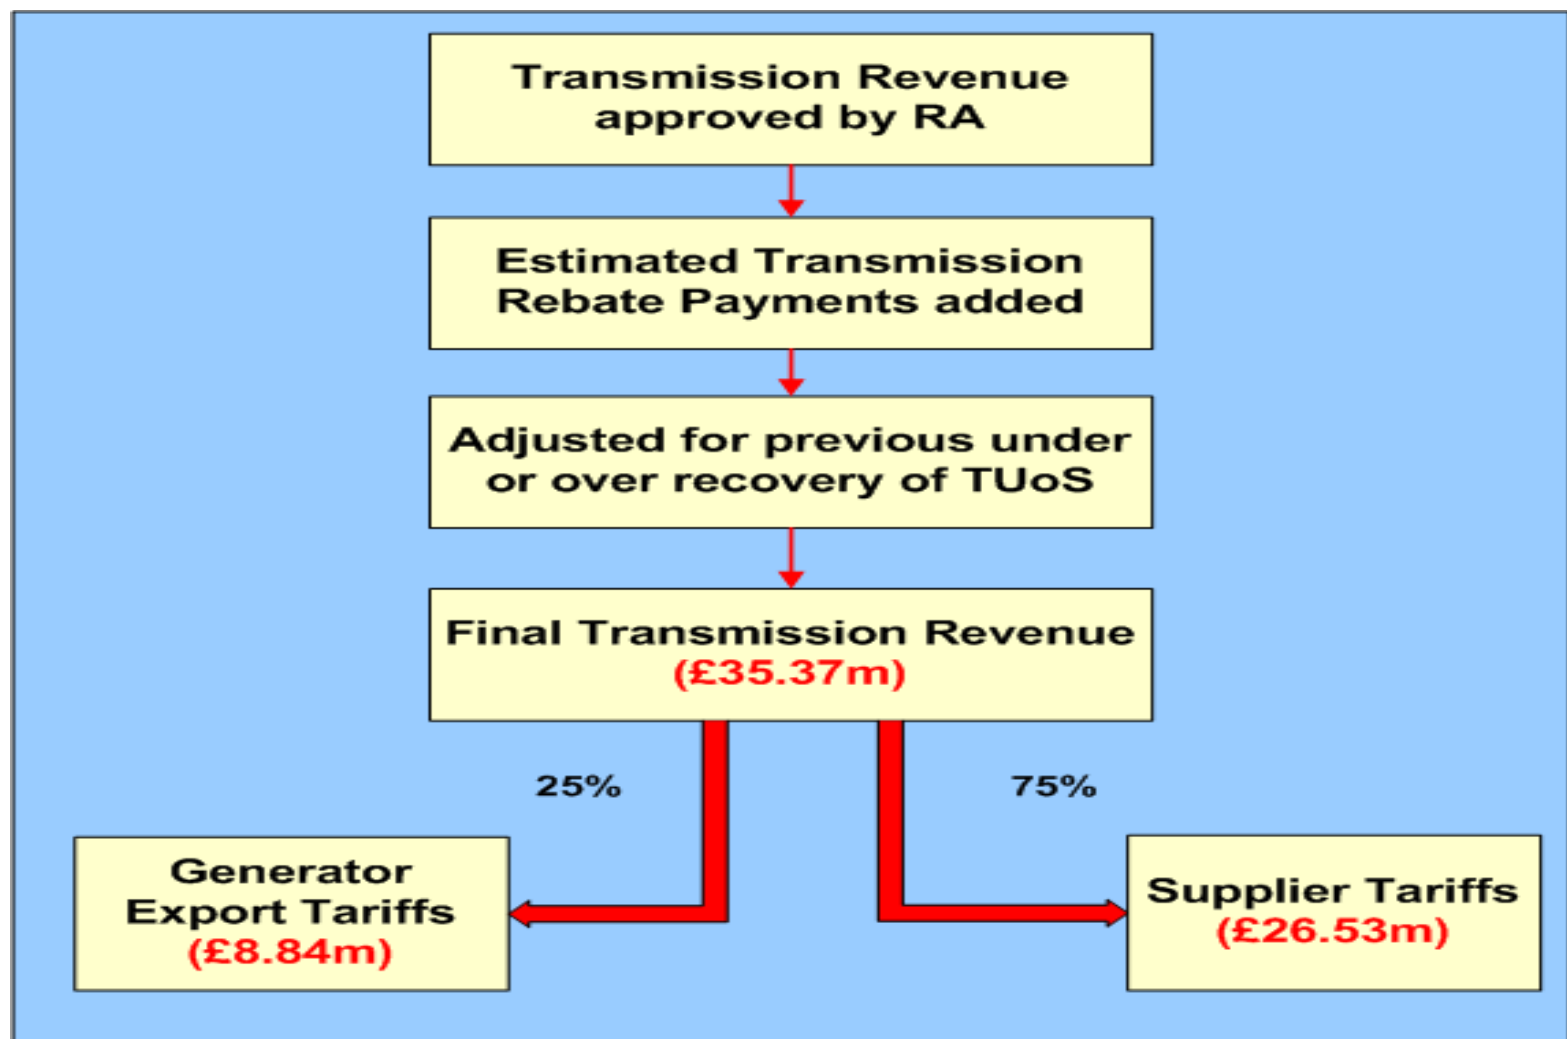 Transmission Revenue
approved by RA
Estimated Transmission
Rebate Payments added
Adjusted for previous under
or over recovery of TUoS
Final Transmission Revenue
(£35.37m)
25%
75%
Generator
Export Tariffs
(£8.84m)
Supplier Tariffs
(£26.53m)